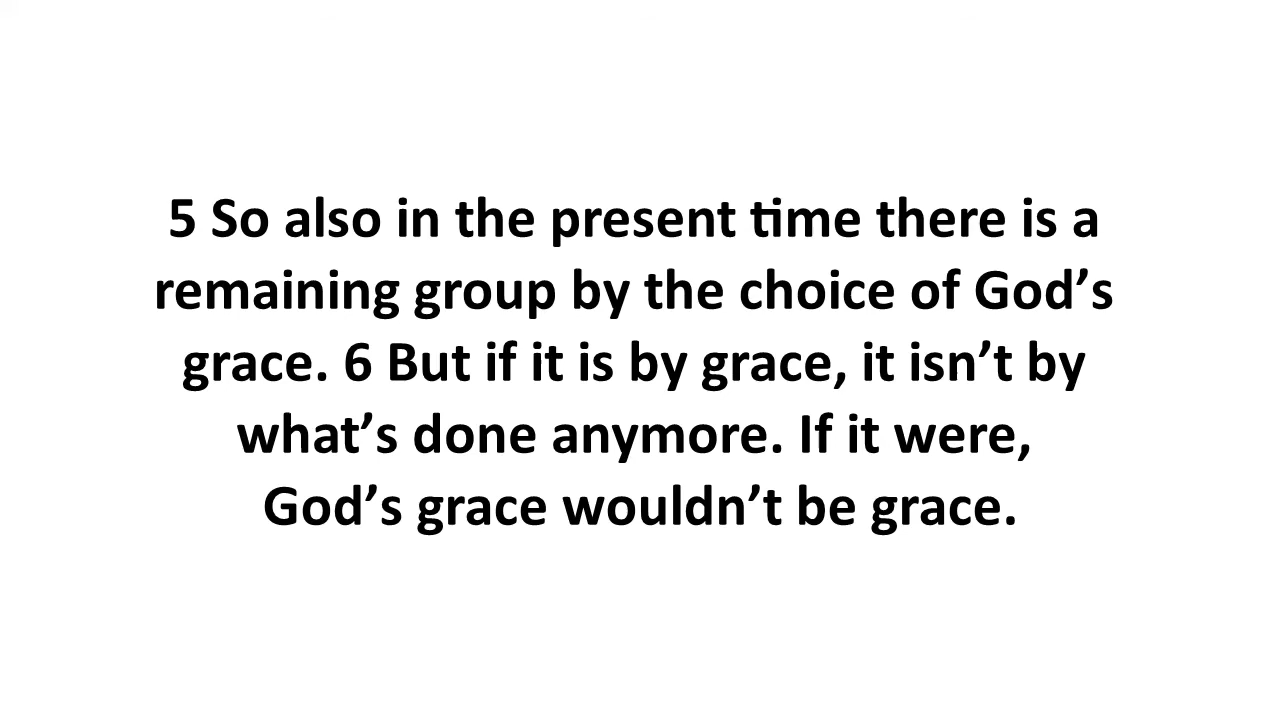 5 So also in the present time there is a
remaining group by the choice of God’s
grace. 6 But if it is by grace, it isn’t by
what’s done anymore. If it were,
God’s grace wouldn’t be grace.